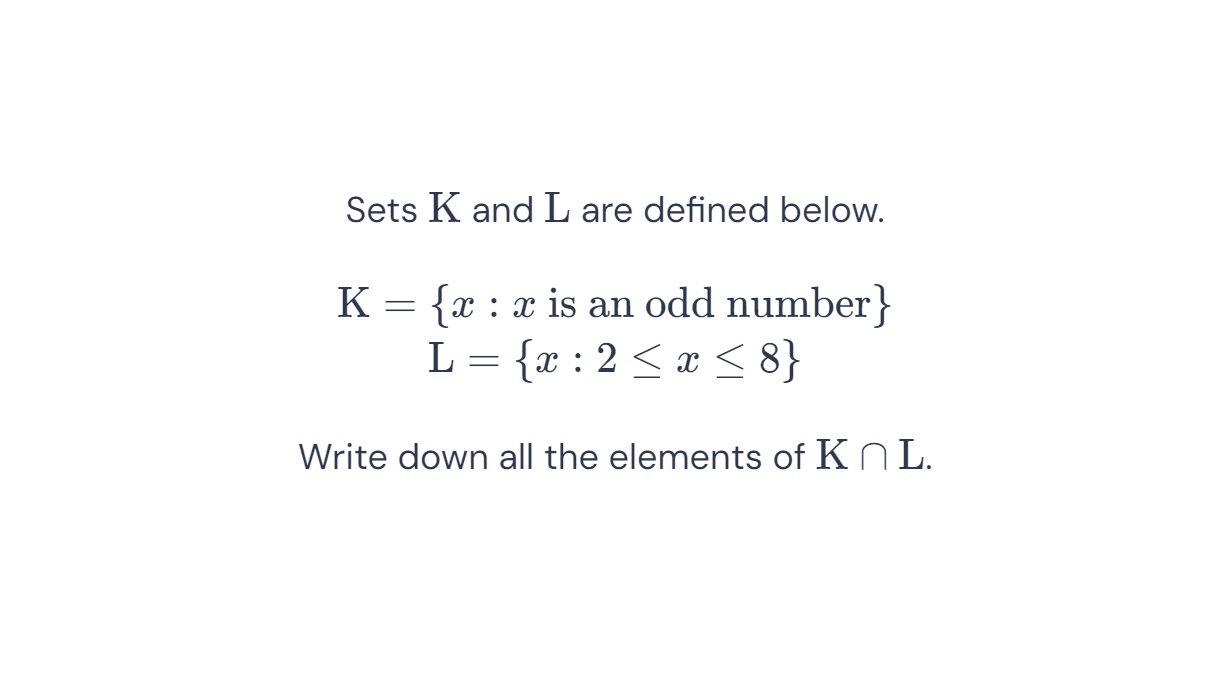 Sets K and L are defined below.
K = {x : x is an odd number}
L = {x : 2 ≤ x ≤ 8}
Write down all the elements of K ∩ L.